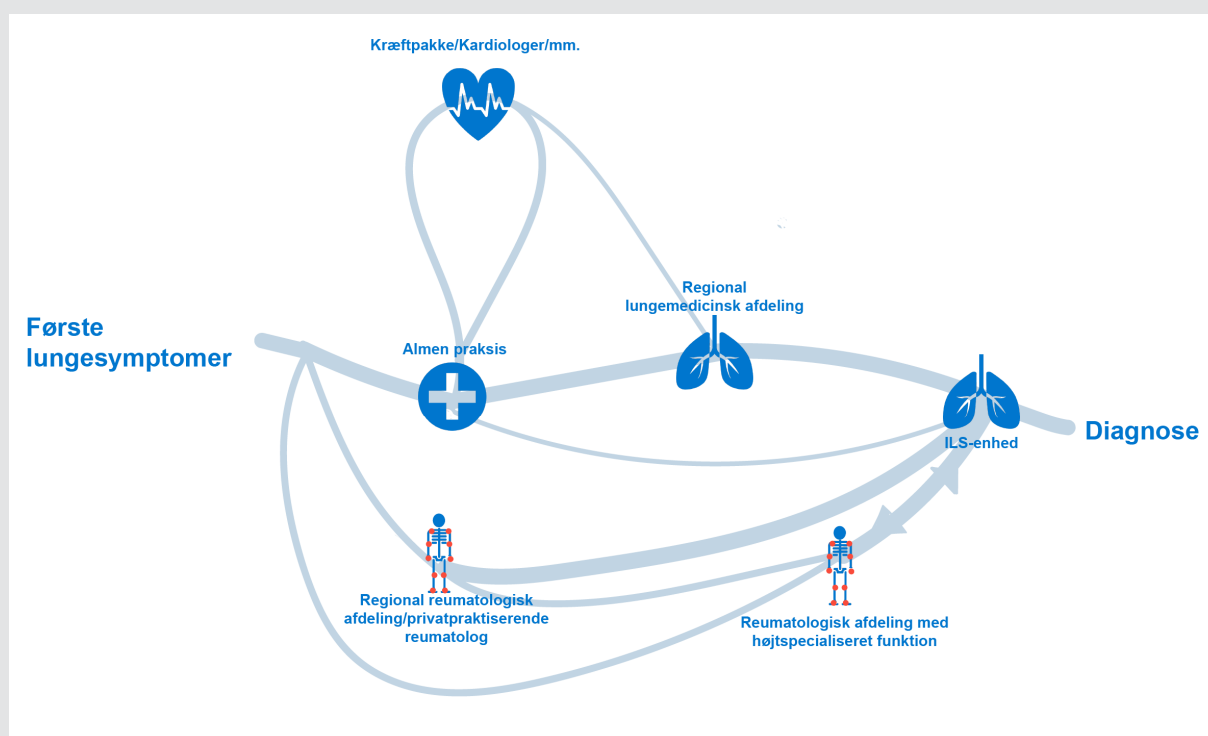 Kræftpakke/Kardiologer/mm.
Regional
lungemedicinsk afdeling
Første
lungesymptomer
Almen praksis
Diagnose
ILS-enhed
Regional reumatologisk
afdeling/privatpraktiserende
reumatolog
Reumatologisk afdeling med
højtspecialiseret funktion